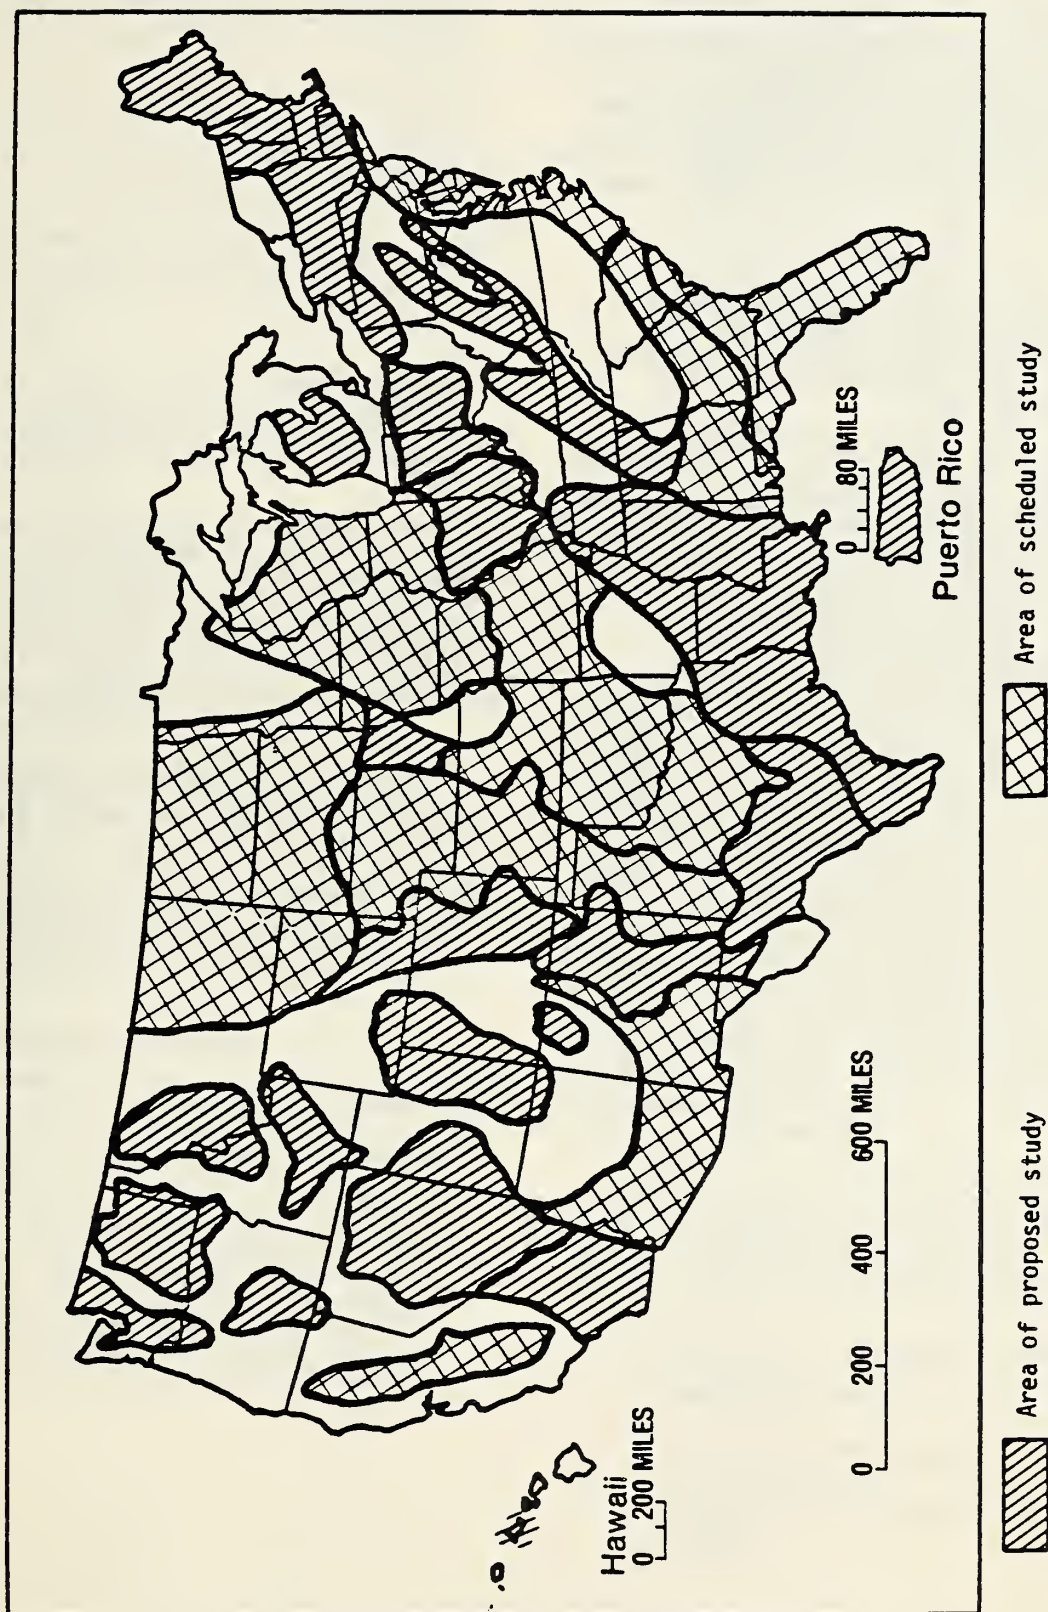 Hawaii
0 200 MILES
0 200 400 600 MILES
0 80 MILES
Puerto Rico
Area of proposed study
Area of scheduled study